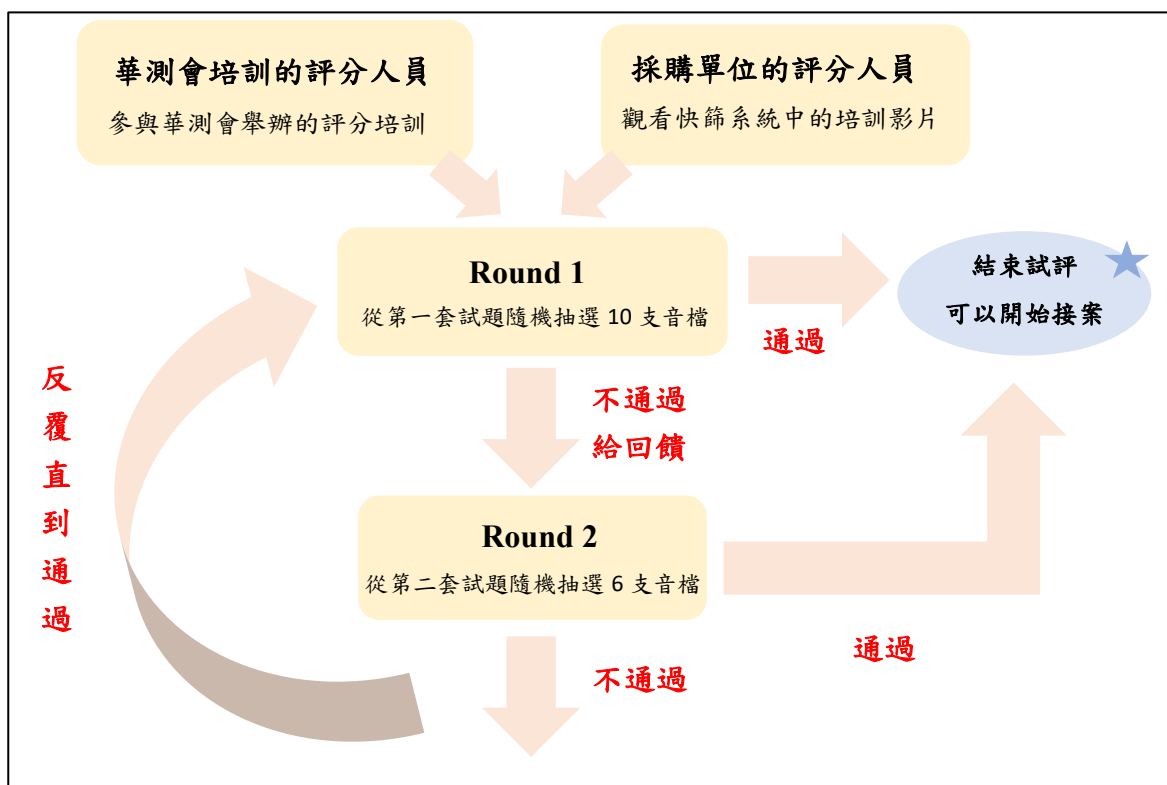 華測會培訓的評分人員
參與華測會舉辦的評分培訓
採購單位的評分人員
觀看快篩系統中的培訓影片
Round 1
從第一套試題隨機抽選 10 支音檔
通過
結束試評
可以開始接案
不通過
給回饋
Round 2
從第二套試題隨機抽選 6 支音檔
通過
不通過
反
覆
直
到
通
過